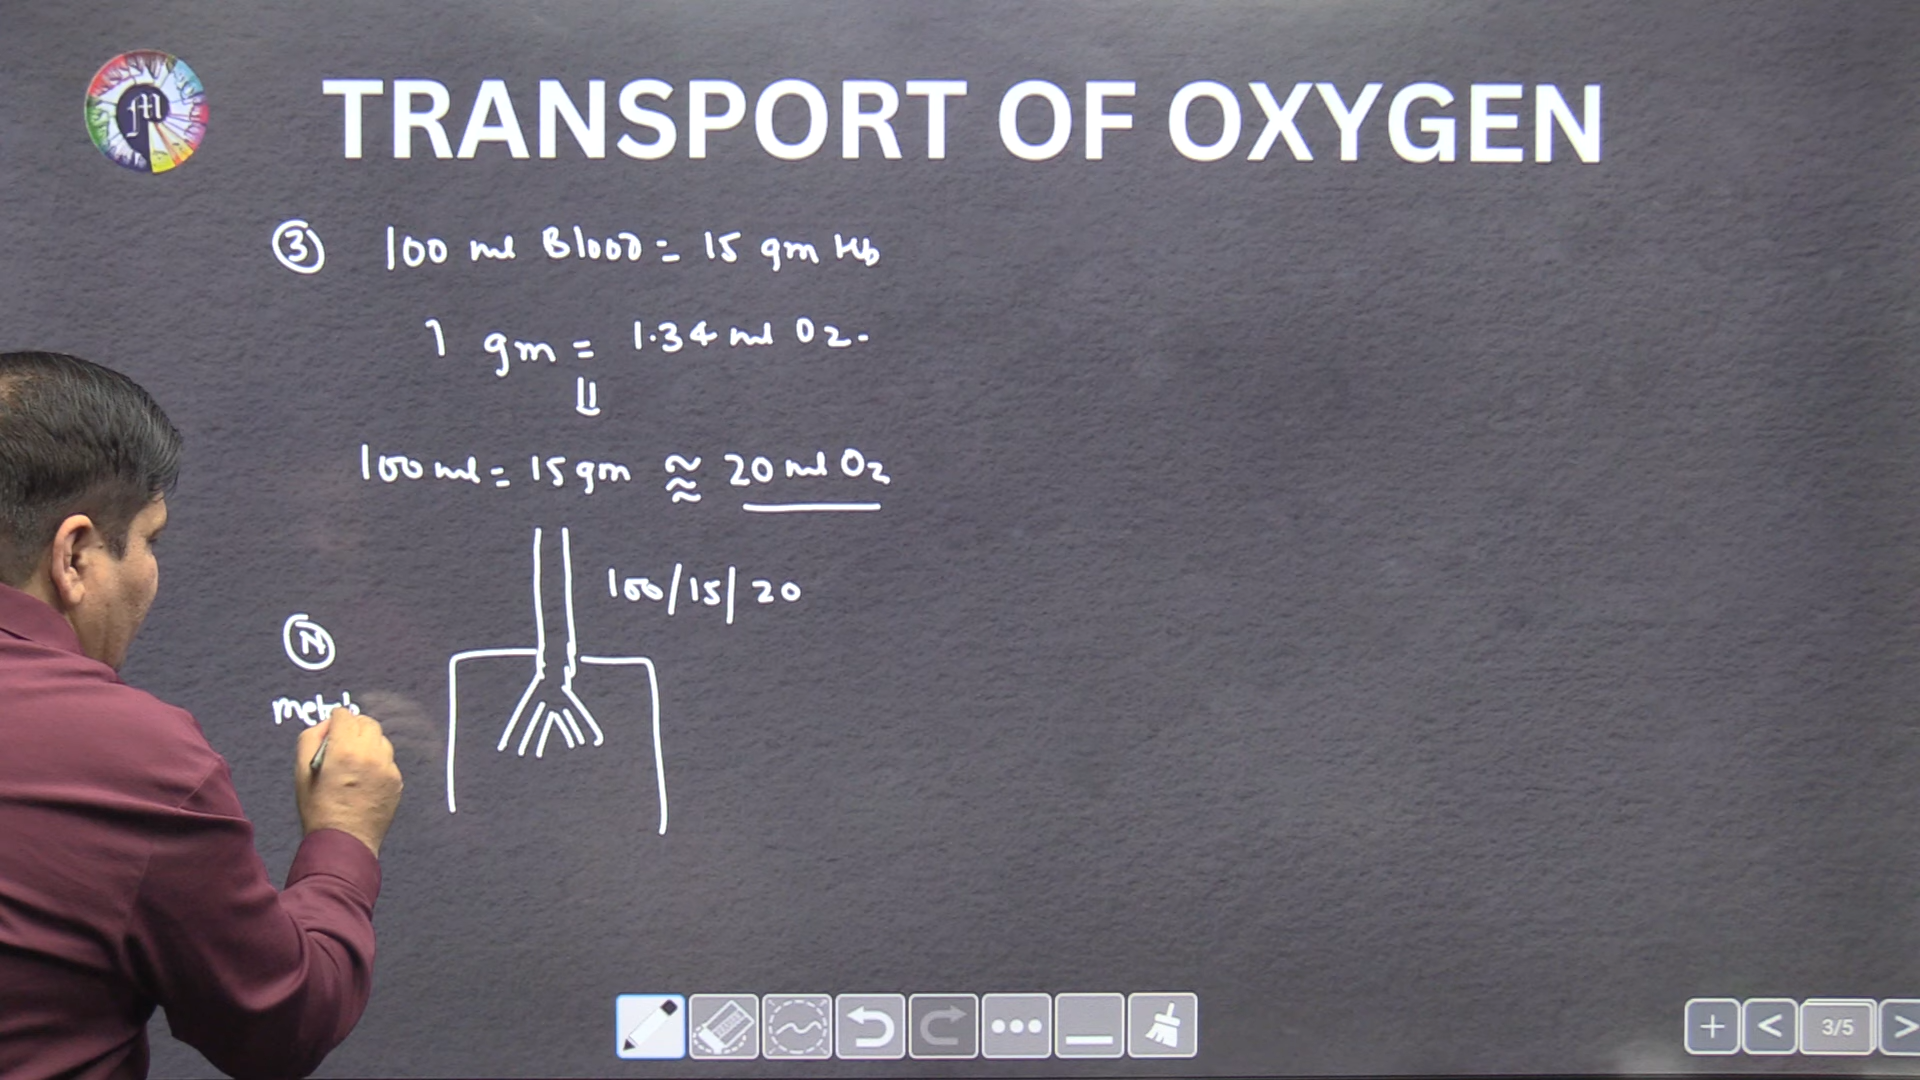 TRANSPORT OF OXYGEN
③ 100 ml Blood = 15 gm Hb
1 gm = 1.34 ml O2.
⇓
100 ml = 15 gm ≈ 20 ml O2
100/15/20
Ⓝ
metab
3/5